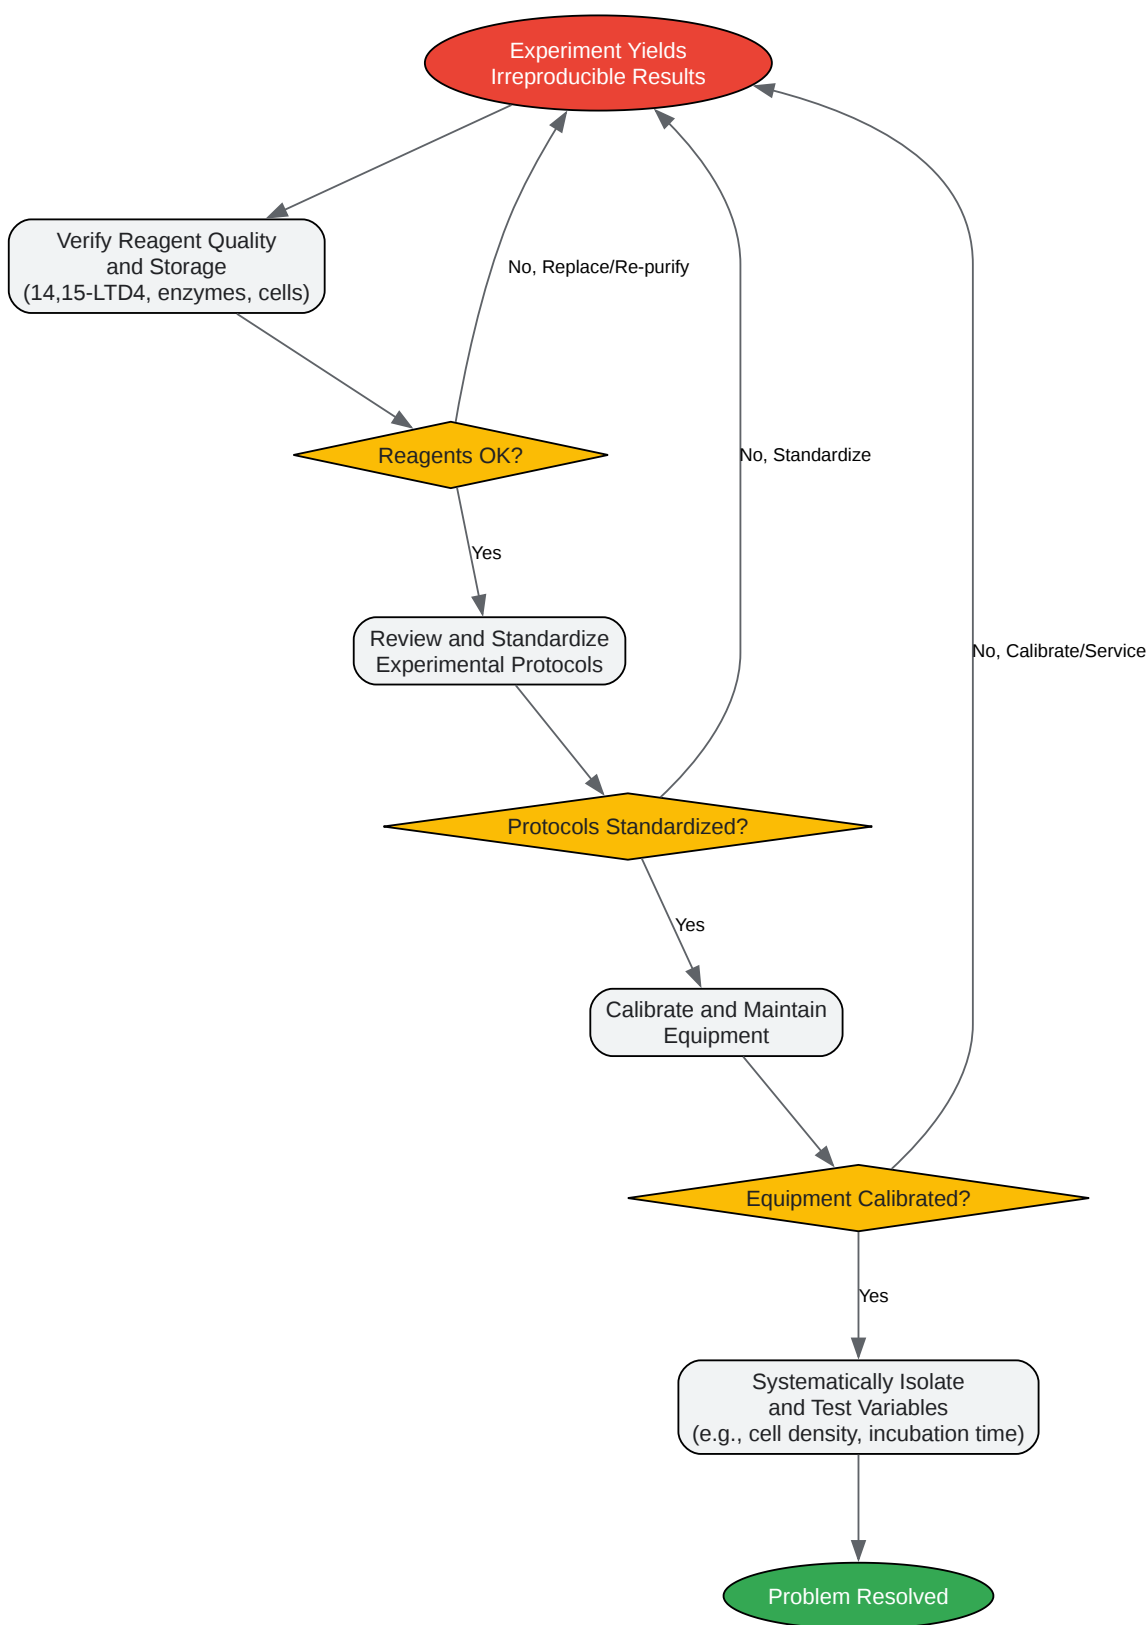 Experiment Yields
Irreproducible Results
Verify Reagent Quality
and Storage
(14,15-LTD4, enzymes, cells)
No, Replace/Re-purify
Reagents OK?
No, Standardize
Yes
Review and Standardize
Experimental Protocols
No, Calibrate/Service
Protocols Standardized?
Yes
Calibrate and Maintain
Equipment
Equipment Calibrated?
Yes
Systematically Isolate
and Test Variables
(e.g., cell density, incubation time)
Problem Resolved